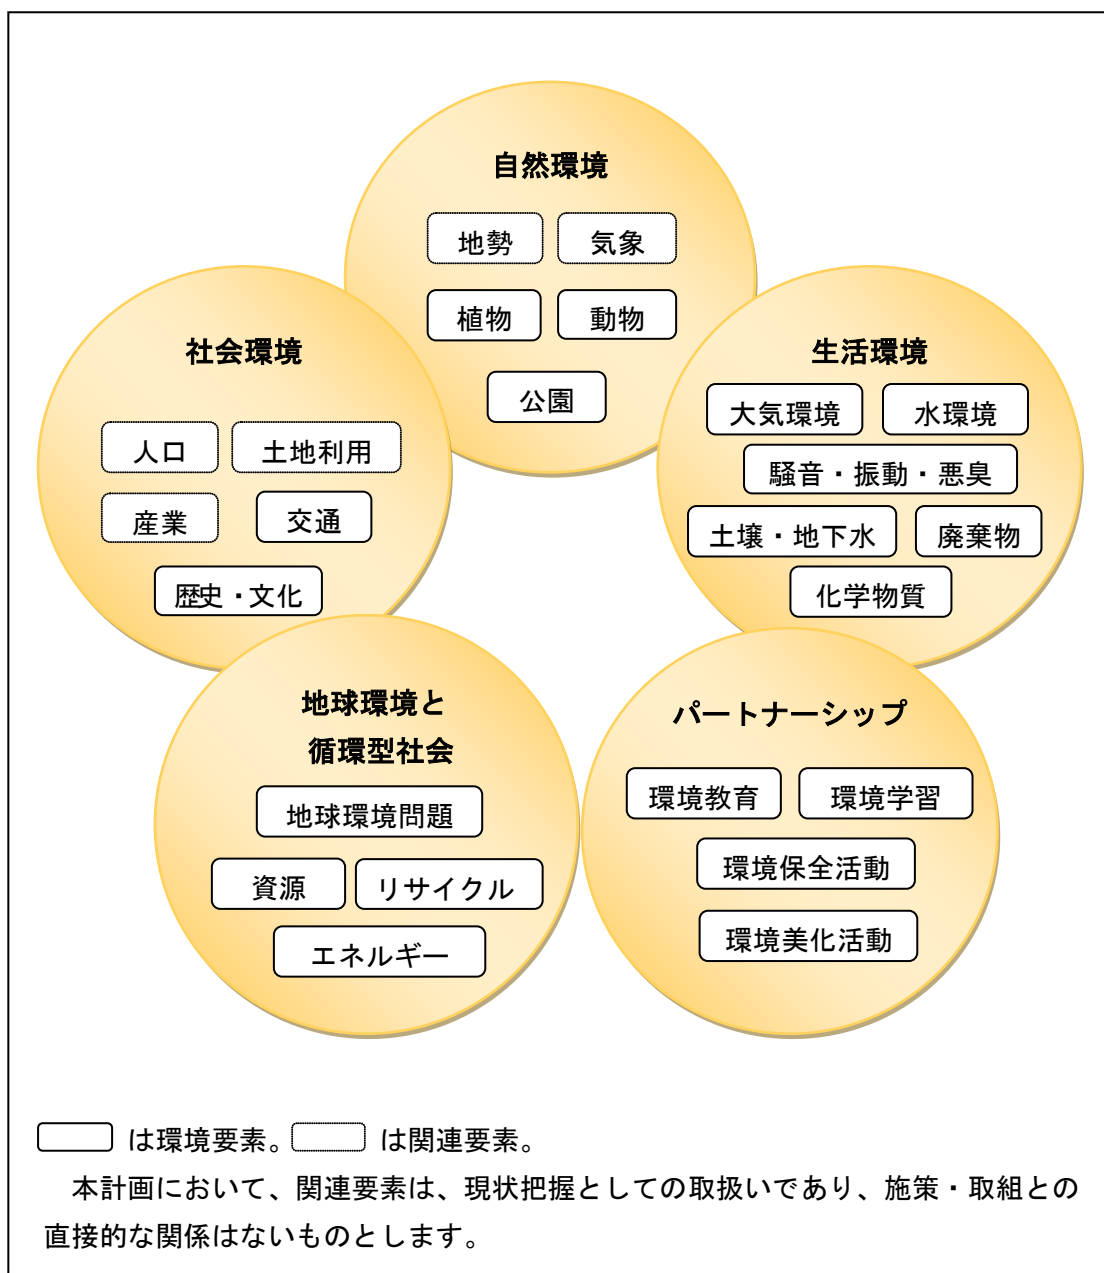 自然環境
地勢
気象
植物
動物
公園
社会環境
人口
土地利用
産業
交通
歴史・文化
生活環境
大気環境
水環境
騒音・振動・悪臭
土壌・地下水
廃棄物
化学物質
地球環境と
循環型社会
地球環境問題
資源
リサイクル
エネルギー
パートナーシップ
環境教育
環境学習
環境保全活動
環境美化活動
は環境要素。 は関連要素。
本計画において、関連要素は、現状把握としての取扱いであり、施策・取組との
直接的な関係はないものとします。